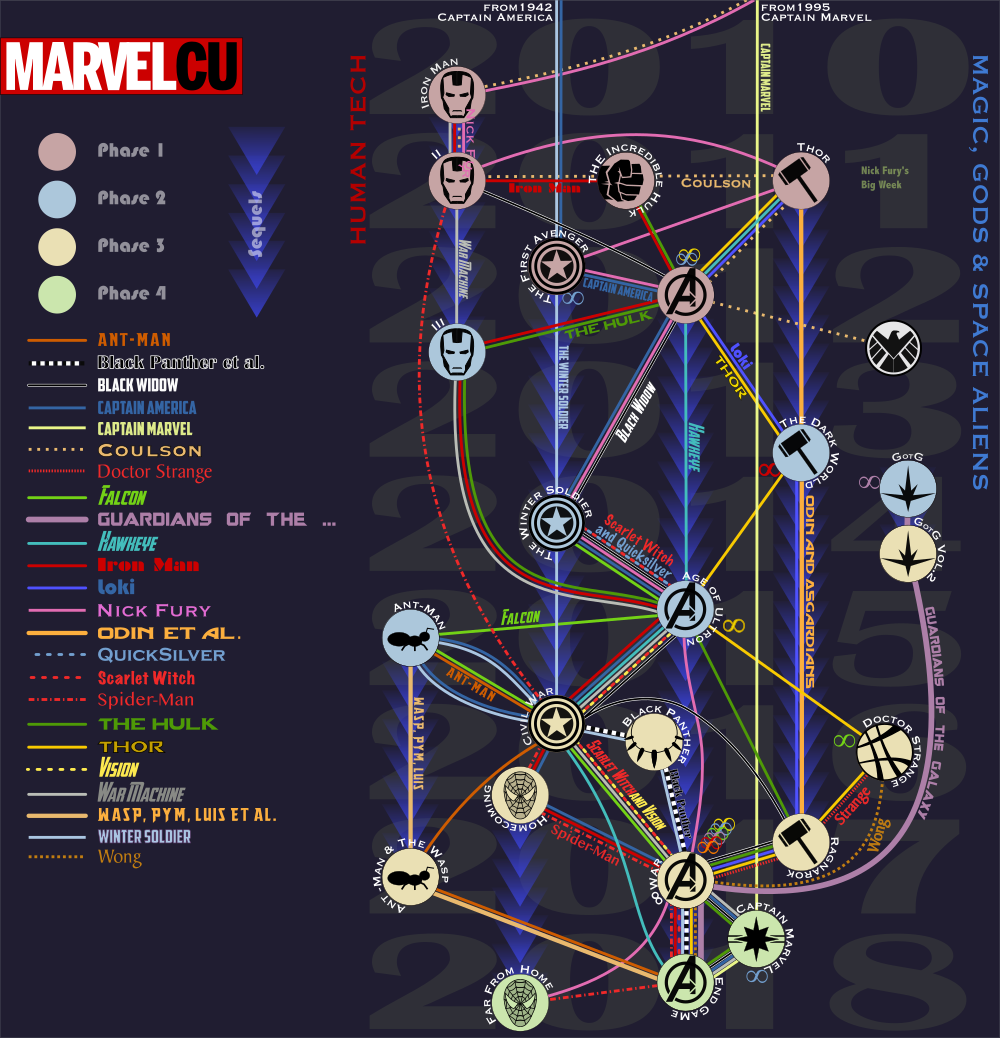 FROM 1942
CAPTAIN AMERICA
FROM 1995
CAPTAIN MARVEL
MARVELCU
HUMAN TECH
MAGIC, GODS & SPACE ALIENS
2010
2011
2012
2013
2014
2015
2016
2017
2018
Phase 1
Phase 2
Phase 3
Phase 4
Sequels
ANT-MAN
Black Panther et al.
BLACK WIDOW
CAPTAIN AMERICA
CAPTAIN MARVEL
COULSON
Doctor Strange
FALCON
GUARDIANS OF THE ...
HAWKEYE
Iron Man
Loki
NICK FURY
ODIN ET AL.
QUICKSILVER
Scarlet Witch
Spider-Man
THE HULK
THOR
VISION
WAR MACHINE
WASP, PYM, LUIS ET AL.
WINTER SOLDIER
Wong
IRON MAN
CAPTAIN MARVEL
II
THE INCREDIBLE HULK
THOR
Iron Man
COULSON
Nick Fury's
Big Week
WAR MACHINE
THE FIRST AVENGER
CAPTAIN AMERICA
THE HULK
III
THE WINTER SOLDIER
BLACK WIDOW
HAWKEYE
Loki
THOR
THE DARK WORLD
GOTG
GOTG VOL. 2
THE WINTER SOLDIER
Scarlet Witch
and Quicksilver
AGE OF ULTRON
ODIN AND ASGARDIANS
GUARDIANS OF THE GALAXY
ANT-MAN
FALCON
ANT-MAN
WASP, PYM, LUIS
CIVIL WAR
BLACK PANTHER
DOCTOR STRANGE
Scarlet Witch AND VISION
Black Panther
HOMECOMING
Spider-Man
Strange
Wong
RAGNAROK
ANT-MAN & THE WASP
∞WAR
CAPTAIN MARVEL
END GAME
FAR FROM HOME